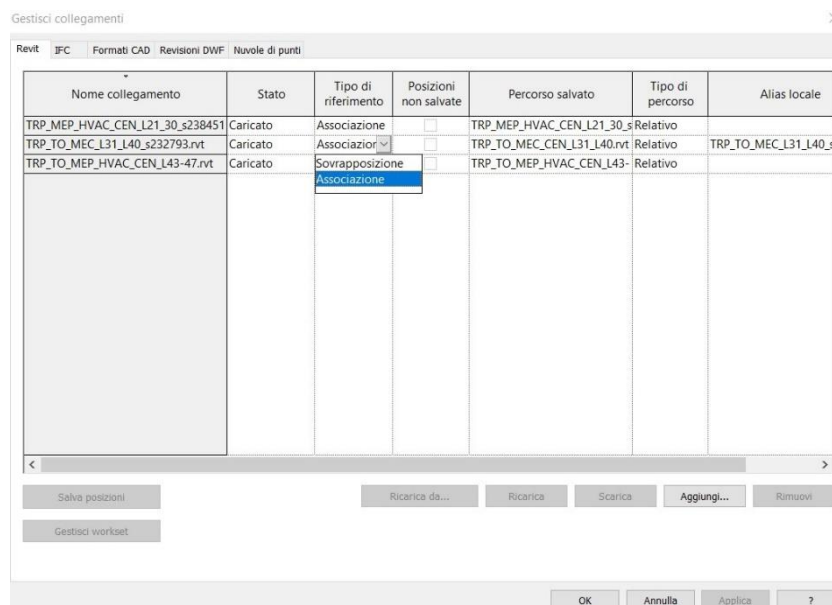 Gestisci collegamenti
Revit IFC Formati CAD Revisioni DWF Nuvole di punti
Nome collegamento Stato Tipo di riferimento Posizioni non salvate Percorso salvato Tipo di percorso Alias locale
TRP_MEP_HVAC_CEN_L21_30_s238451 Caricato Associazione TRP_MEP_HVAC_CEN_L21_30_s Relativo
TRP_TO_MEC_L31_L40_s232793.rvt Caricato Associazior TRP_TO_MEC_CEN_L31_L40.rvt Relativo TRP_TO_MEC_L31_L40_s
TRP_TO_MEP_HVAC_CEN_L43-47.rvt Caricato Sovrapposizione TRP_TO_MEP_HVAC_CEN_L43- Relativo
Associazione
Salva posizioni Ricarica da... Ricarica Scarica Aggiungi... Rimuovi
Gestisci workset
OK Annulla Applica ?